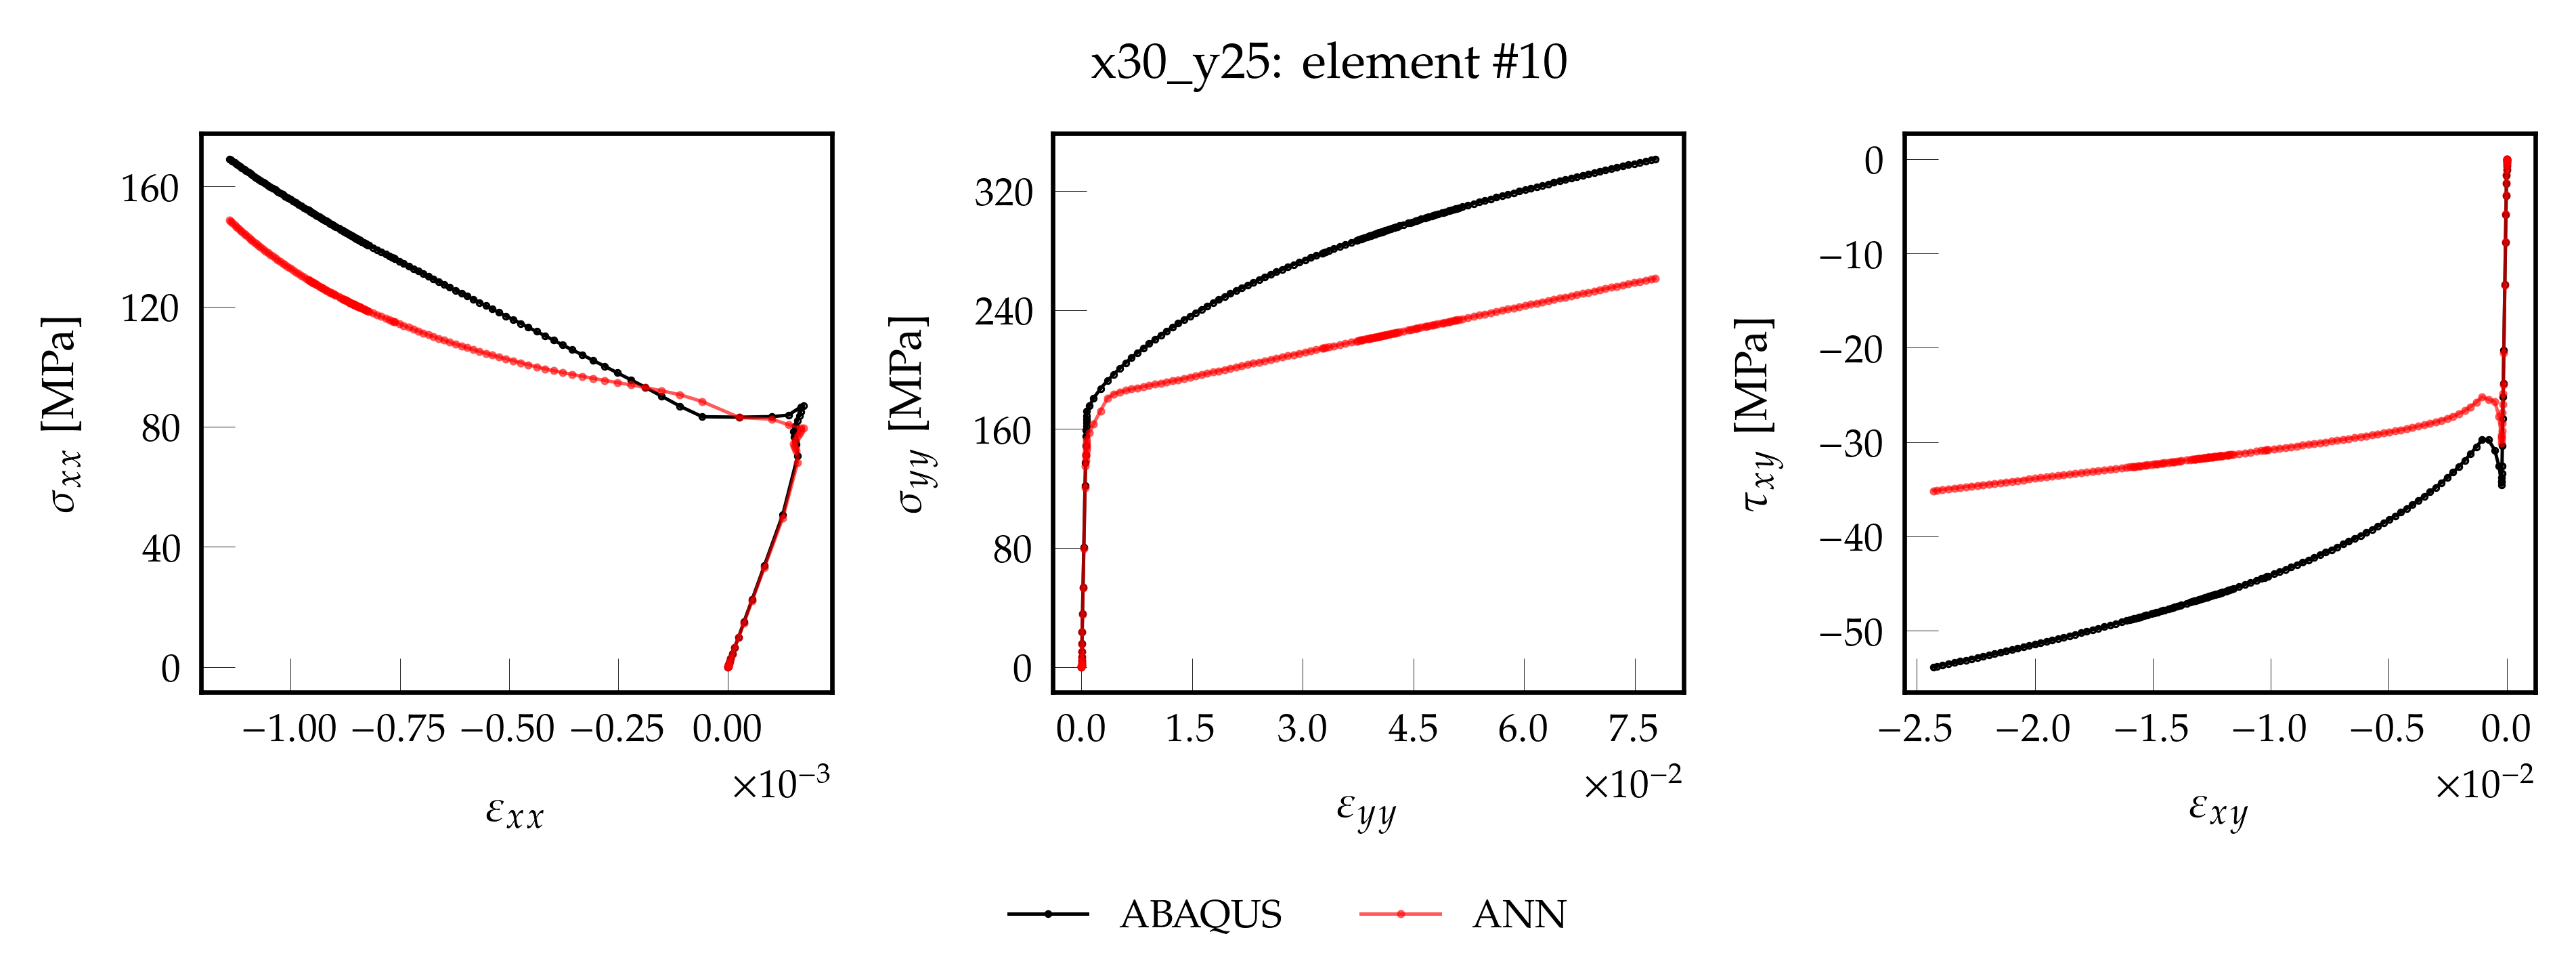 x30_y25: element #10
σxx [MPa]
160
120
80
40
0
−1.00 −0.75 −0.50 −0.25 0.00
×10−3
εxx
σyy [MPa]
320
240
160
80
0
0.0 1.5 3.0 4.5 6.0 7.5
×10−2
εyy
τxy [MPa]
0
−10
−20
−30
−40
−50
−2.5 −2.0 −1.5 −1.0 −0.5 0.0
×10−2
εxy
ABAQUS ANN